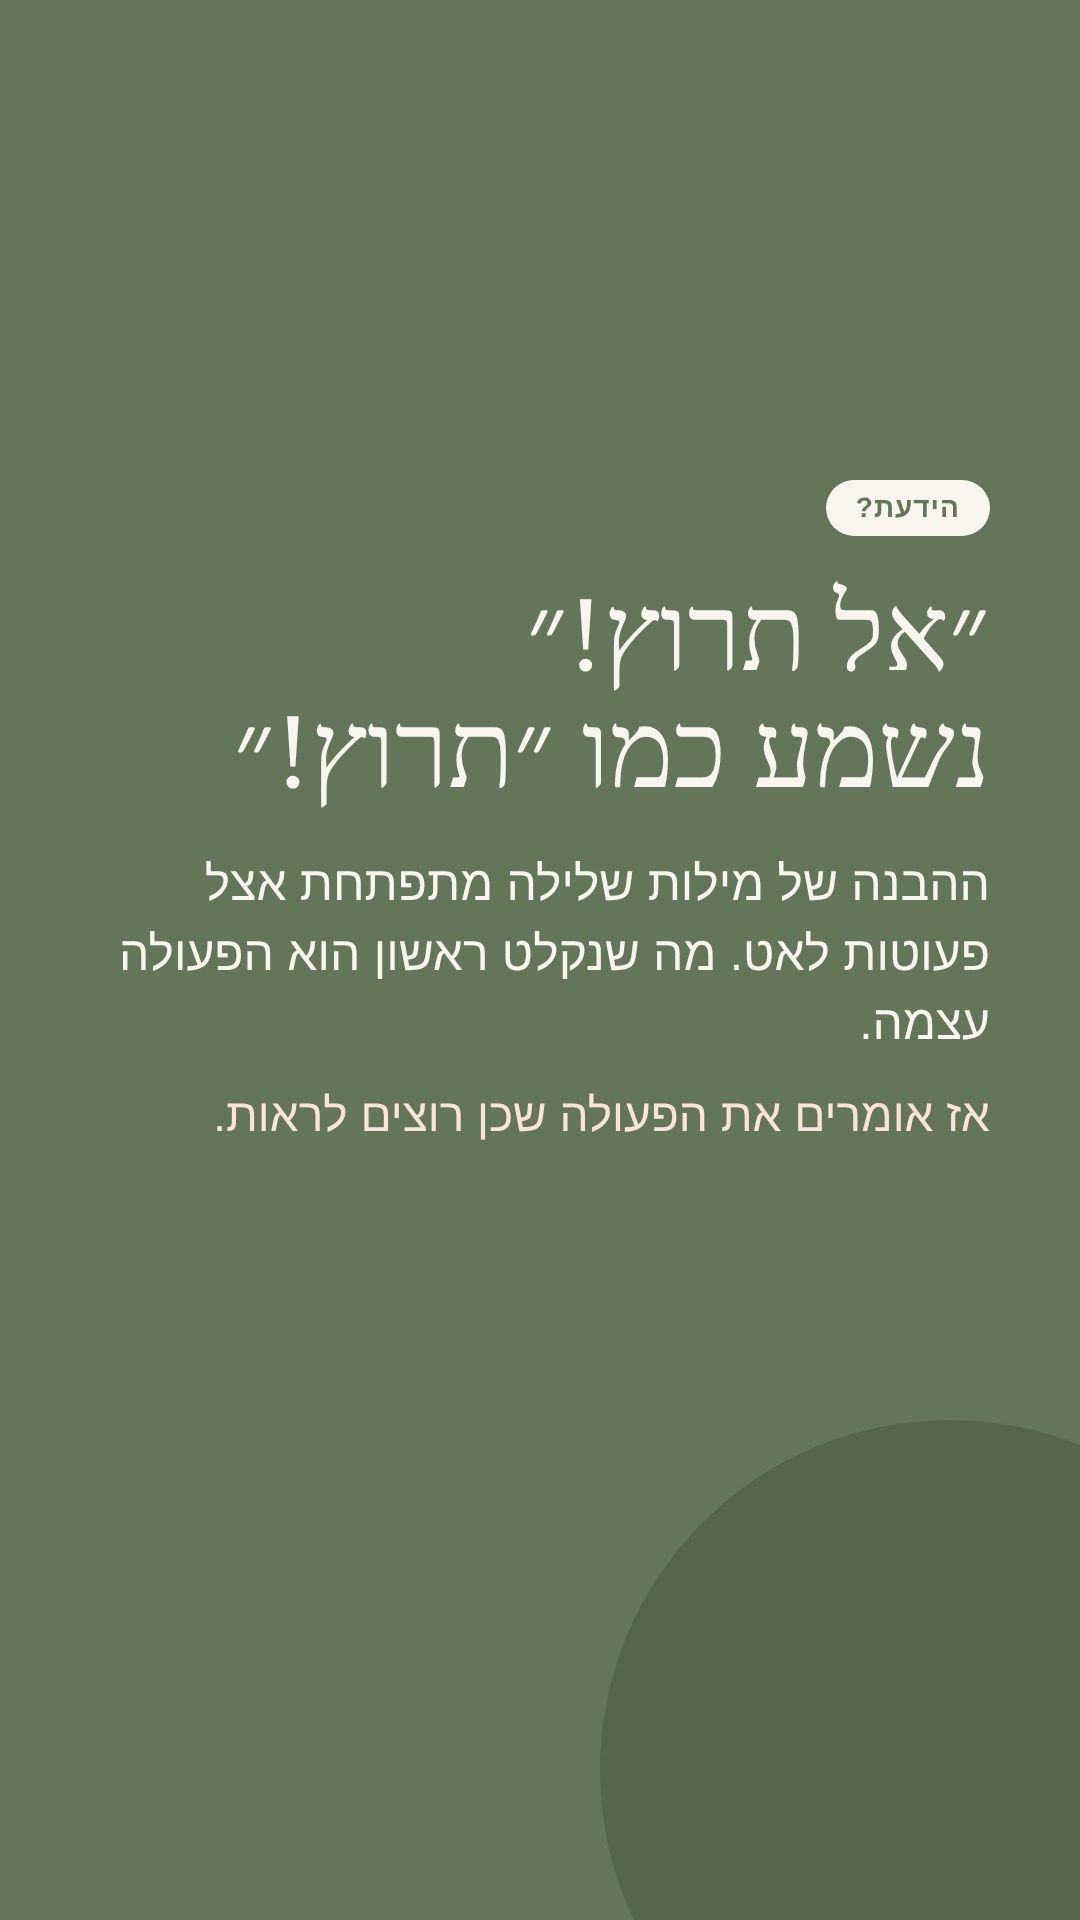 הידעת?
״אל תרוץ!״
נשמע כמו ״תרוץ!״
ההבנה של מילות שלילה מתפתחת אצל
פעוטות לאט. מה שנקלט ראשון הוא הפעולה
עצמה.
אז אומרים את הפעולה שכן רוצים לראות.